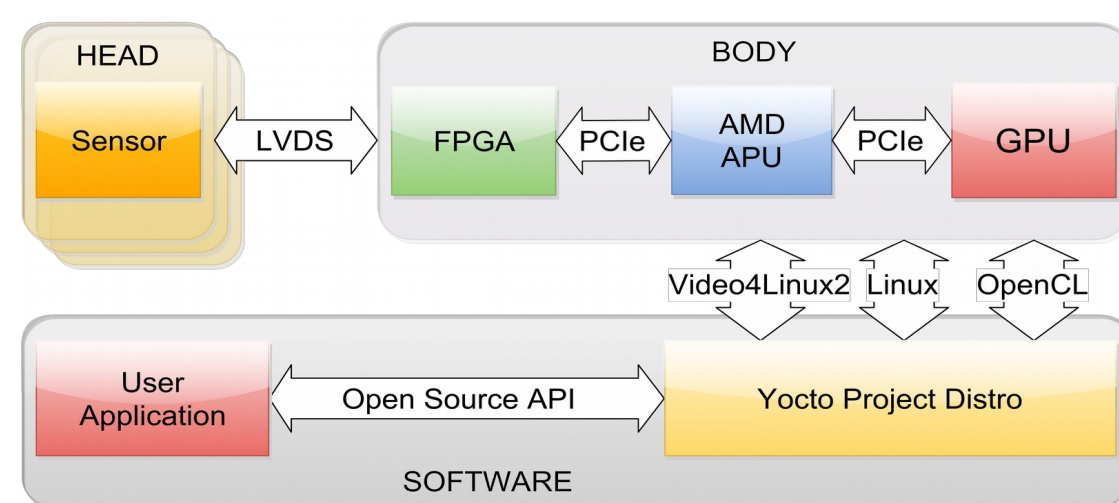 HEAD
BODY
Sensor
LVDS
FPGA
PCIe
AMD
APU
PCIe
GPU
Video4Linux2
Linux
OpenCL
User
Application
Open Source API
Yocto Project Distro
SOFTWARE